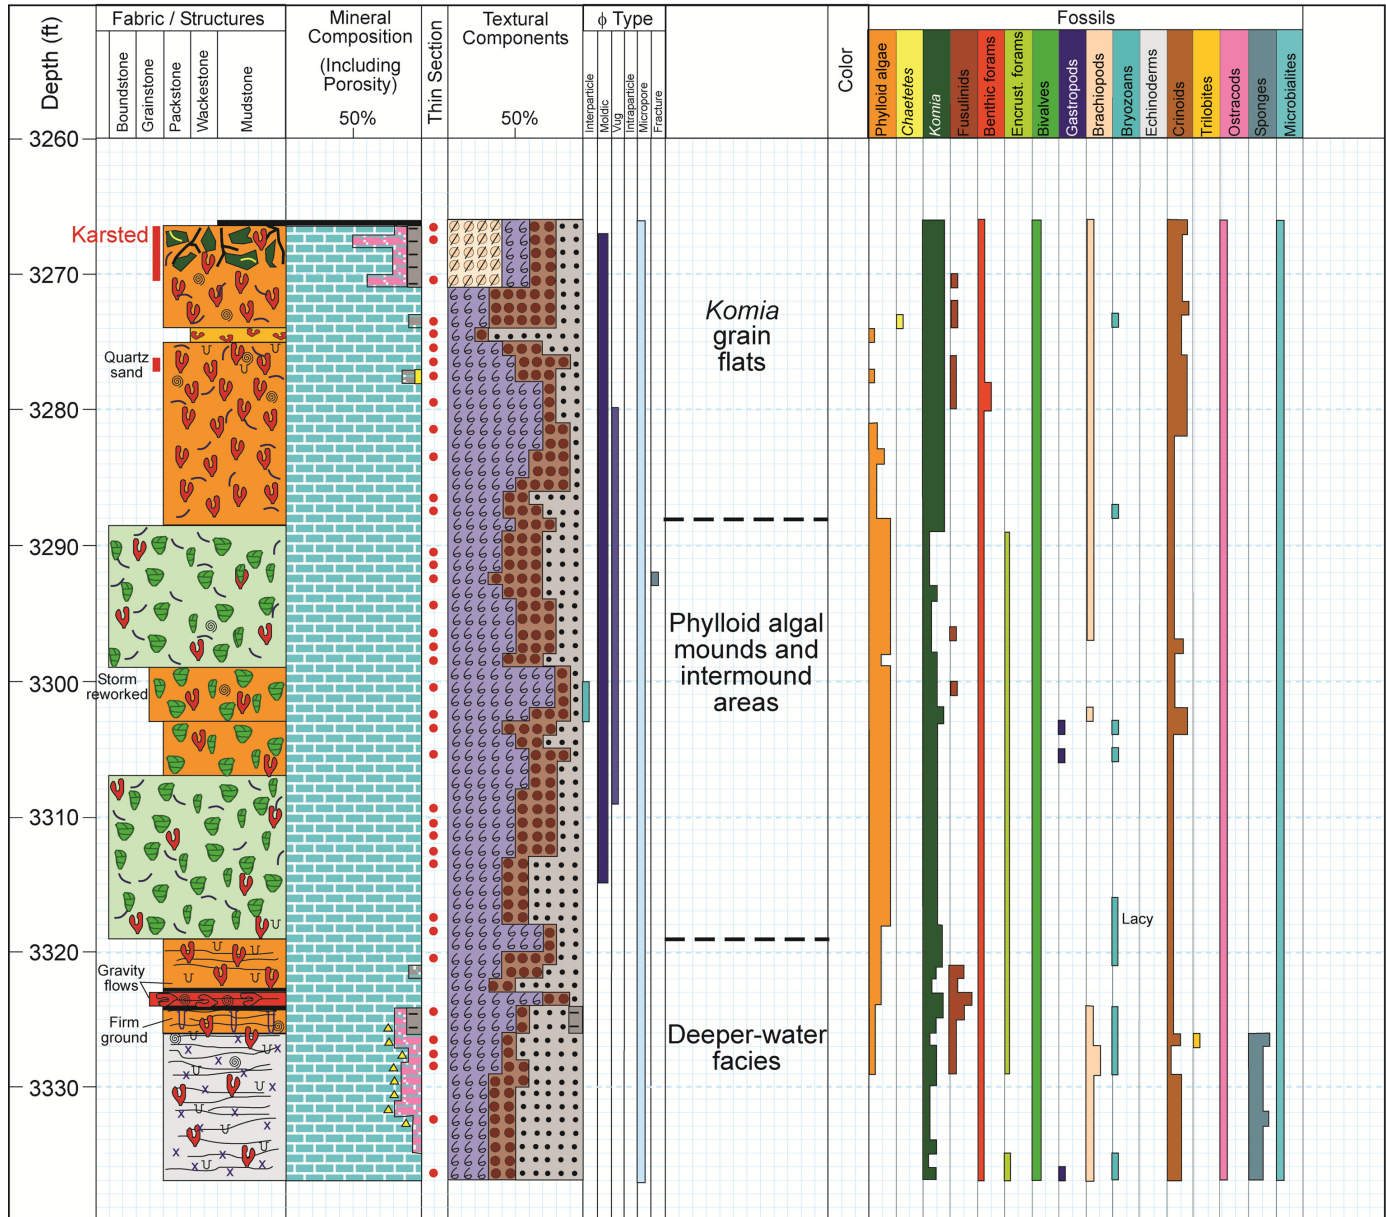 Depth (ft)
Fabric / Structures
Boundstone
Grainstone
Packstone
Wackestone
Mudstone
Mineral
Composition
(Including
Porosity)
50%
Thin Section
Textural
Components
50%
ϕ Type
Interparticle
Moldic
Vug
Intraparticle
Micropore
Fracture
Color
Fossils
Phylloid algae
Chaetetes
Komia
Fusulinids
Benthic forams
Encrust. forams
Bivalves
Gastropods
Brachiopods
Bryozoans
Echinoderms
Crinoids
Trilobites
Ostracods
Sponges
Microbialites
3260
Karsted
3270
Komia
grain
flats
Quartz
sand
3280
3290
Phylloid algal
mounds and
intermound
areas
Storm
reworked
3300
3310
Lacy
3320
Gravity
flows
Firm
ground
Deeper-water
facies
3330